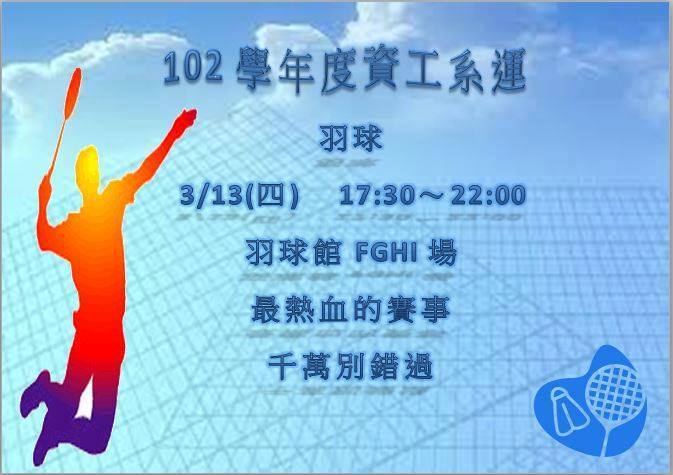 102 學年度資工系運
羽球
3/13(四) 17:30～22:00
羽球館 FGHI 場
最熱血的賽事
千萬別錯過